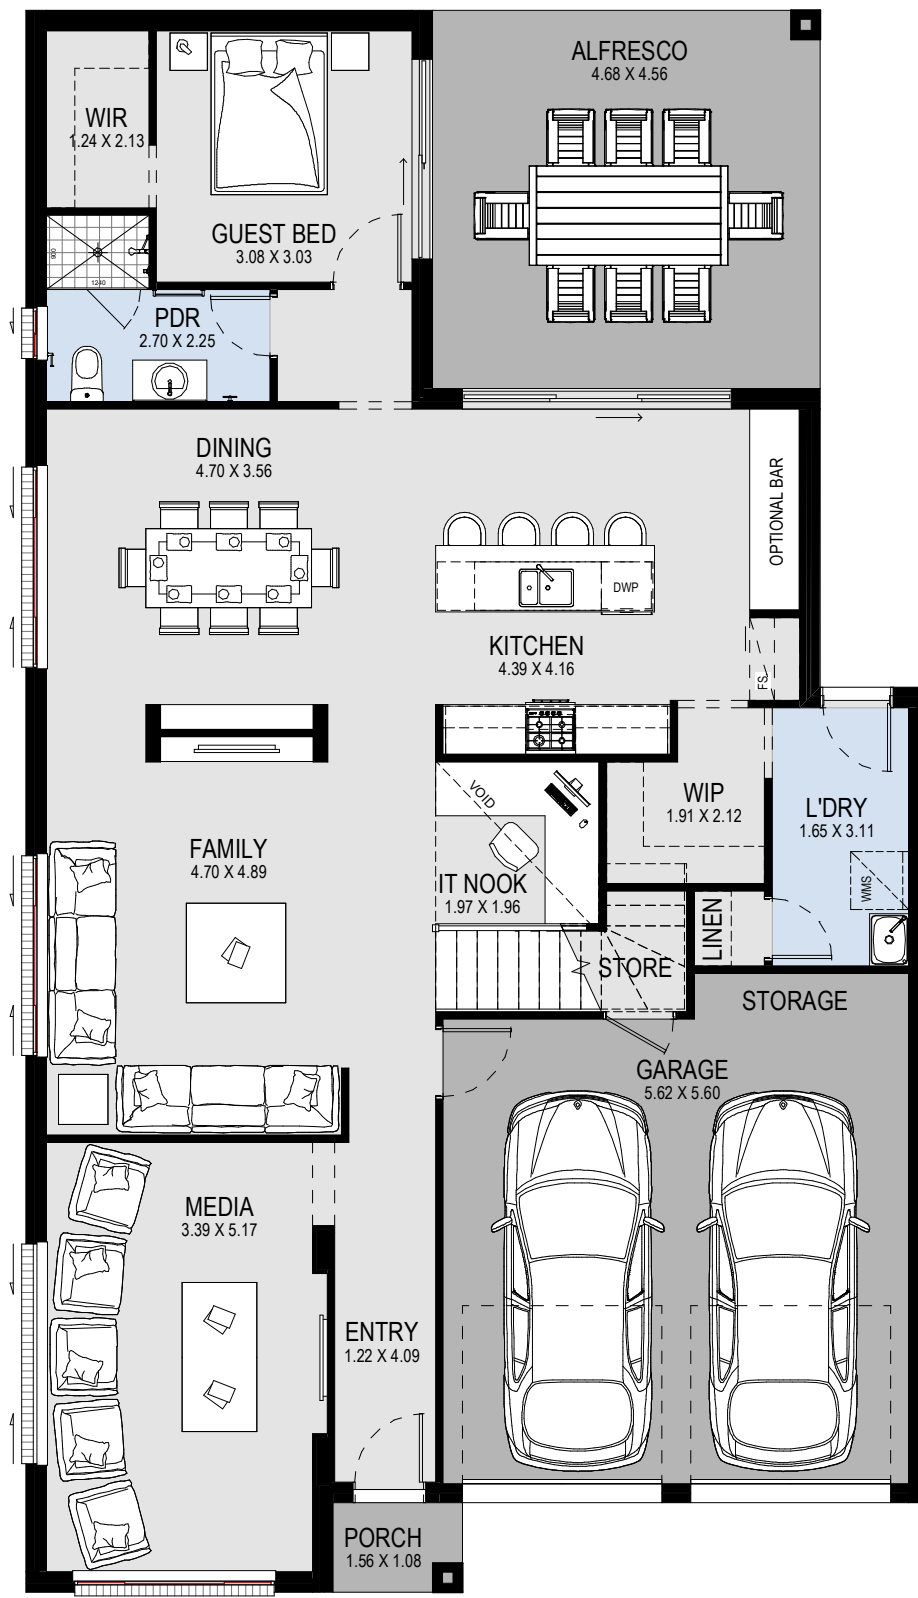 ALFRESCO
4.68 X 4.56
WIR
1.24 X 2.13
GUEST BED
3.08 X 3.03
900
1240
PDR
2.70 X 2.25
DINING
4.70 X 3.56
OPTIONAL BAR
DWP
KITCHEN
4.39 X 4.16
FS
VOID
WIP
1.91 X 2.12
L'DRY
1.65 X 3.11
FAMILY
4.70 X 4.89
IT NOOK
1.97 X 1.96
WMS
LINEN
STORE
STORAGE
GARAGE
5.62 X 5.60
MEDIA
3.39 X 5.17
ENTRY
1.22 X 4.09
PORCH
1.56 X 1.08